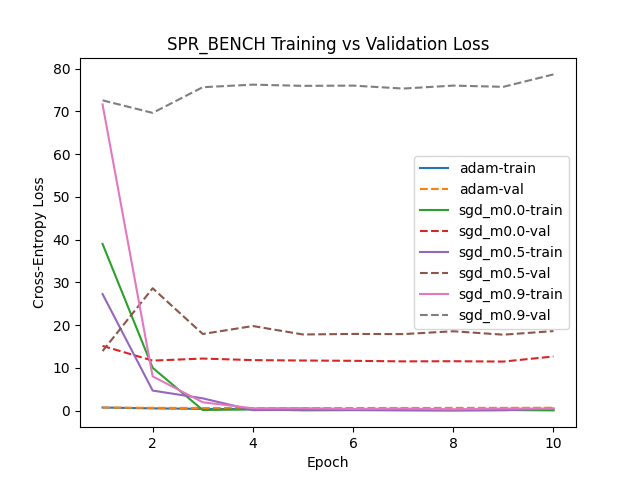 SPR_BENCH Training vs Validation Loss
Cross-Entropy Loss
80
70
60
50
40
30
20
10
0
adam-train
adam-val
sgd_m0.0-train
sgd_m0.0-val
sgd_m0.5-train
sgd_m0.5-val
sgd_m0.9-train
sgd_m0.9-val
2 4 6 8 10
Epoch